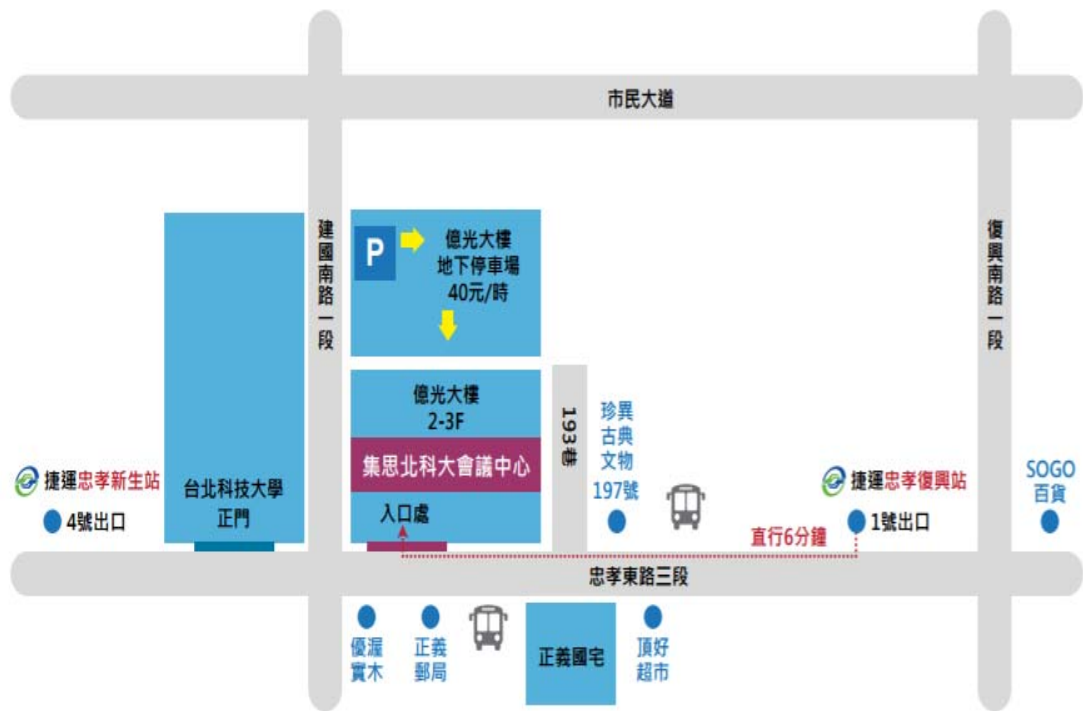 市民大道
建國南路一段
復興南路一段
P
億光大樓
地下停車場
40元/時
億光大樓
2-3F
集思北科大會議中心
入口處
193巷
珍異
古典
文物
197號
捷運忠孝新生站
4號出口
台北科技大學
正門
捷運忠孝復興站
1號出口
SOGO
百貨
直行6分鐘
忠孝東路三段
優渥
實木
正義
郵局
正義國宅
頂好
超市